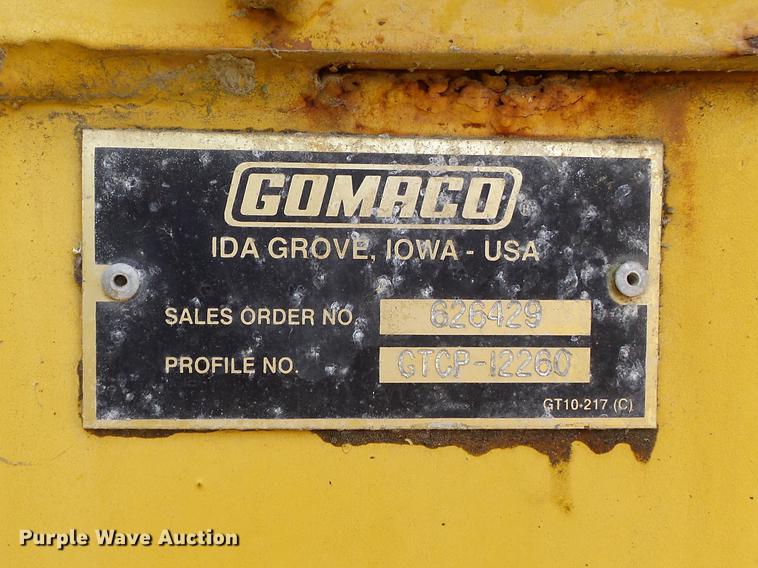 GOMACO®
IDA GROVE, IOWA - USA
SALES ORDER NO. 626429
PROFILE NO. GTCP-12260
GT10-217 (C)
Purple Wave Auction